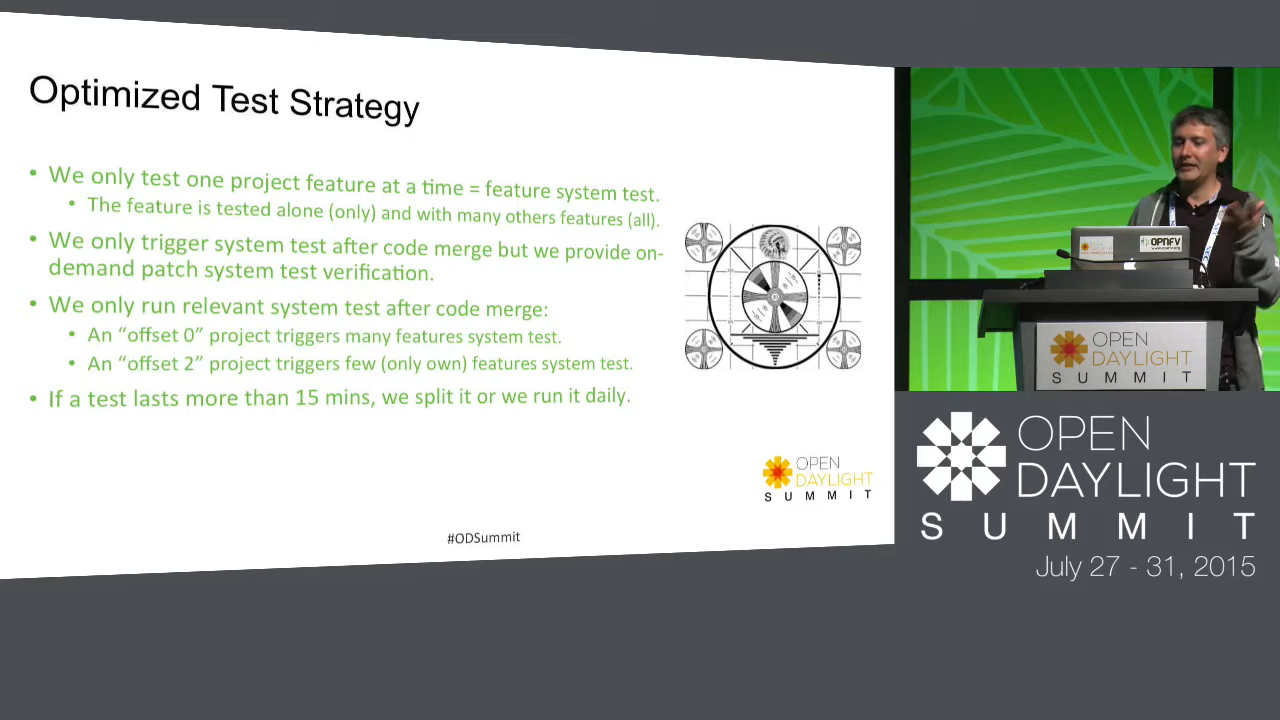 Optimized Test Strategy
• We only test one project feature at a time = feature system test.
• The feature is tested alone (only) and with many others features (all).
• We only trigger system test after code merge but we provide on-
demand patch system test verification.
• We only run relevant system test after code merge:
• An “offset 0” project triggers many features system test.
• An “offset 2” project triggers few (only own) features system test.
• If a test lasts more than 15 mins, we split it or we run it daily.
OPEN
DAYLIGHT
SUMMIT
#ODSummit
OPNFV
OPEN
DAYLIGHT
SUMMIT
OPEN
DAYLIGHT
SUMMIT
July 27 - 31, 2015